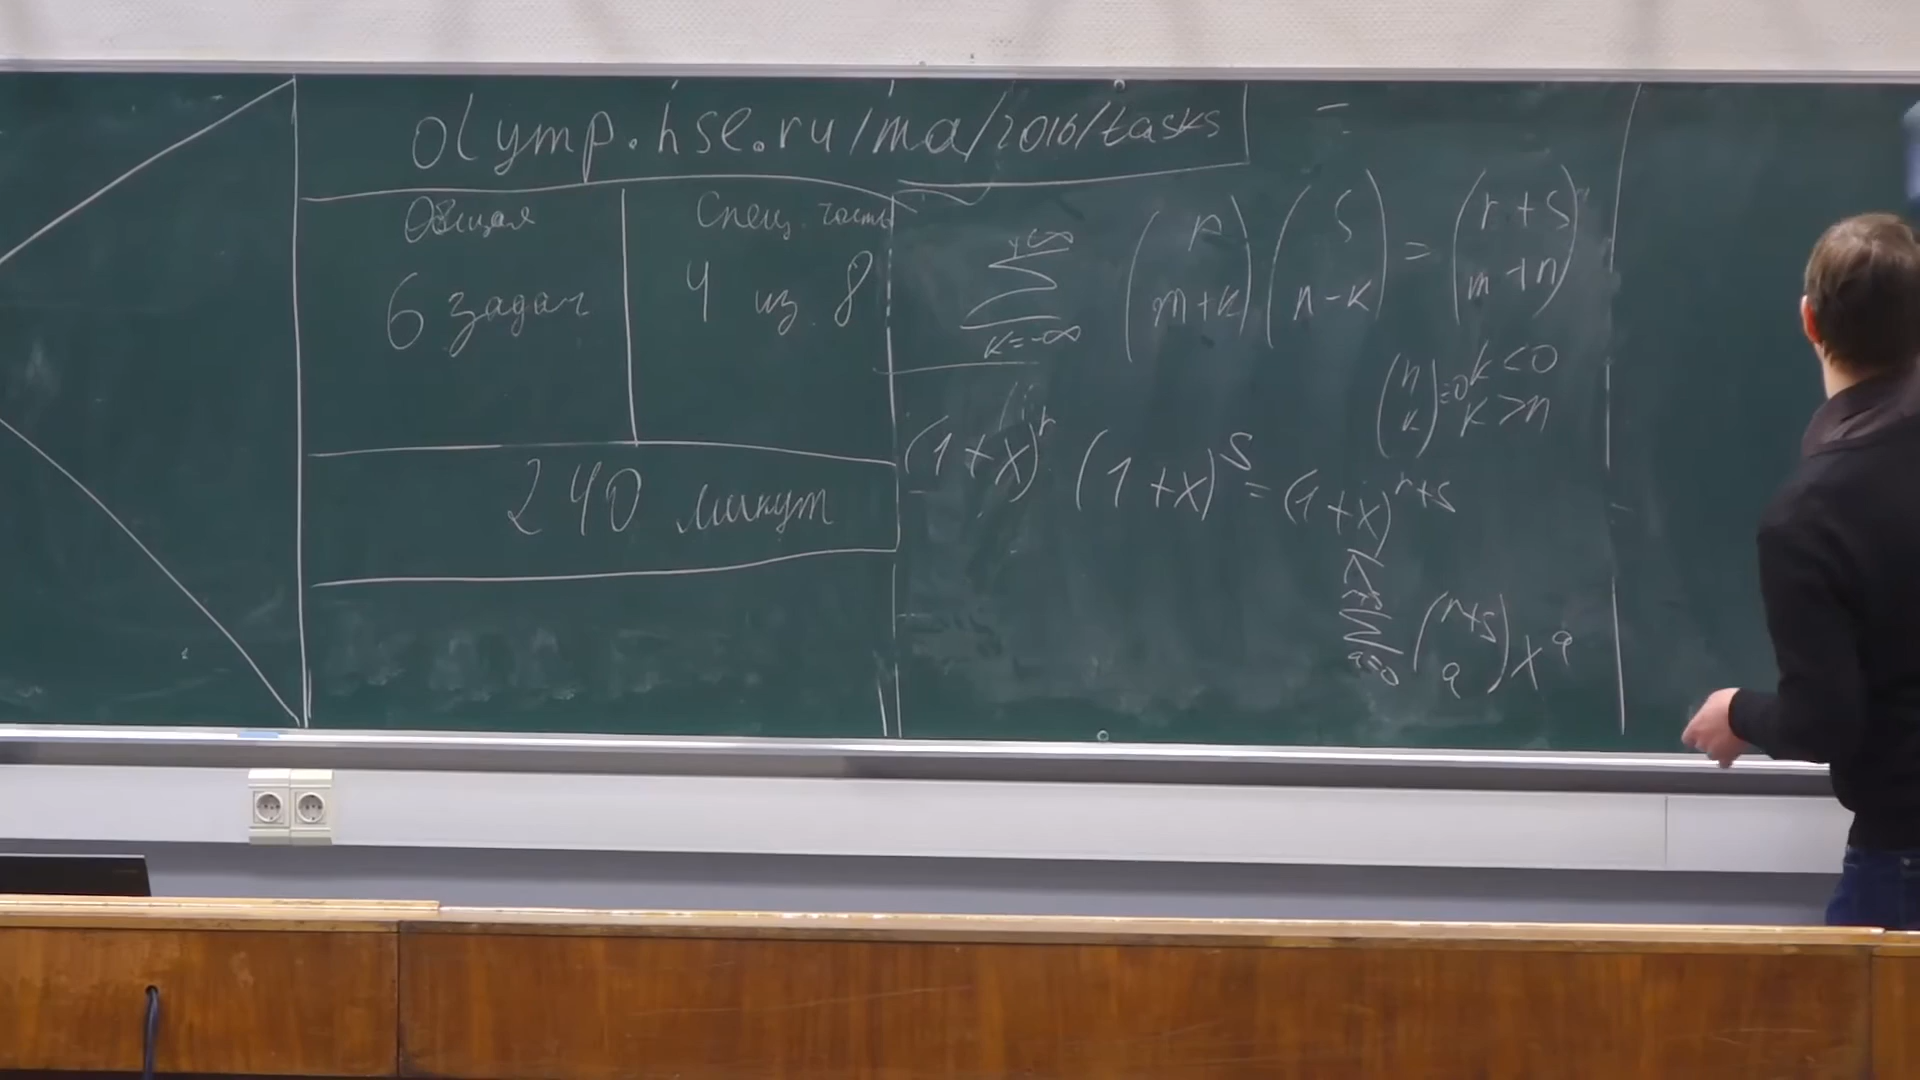 olymp.hse.ru/ma/2016/tasks
Общая
6 задач
Спец. часть
4 из 8
240 минут
=
+∞
∑ (r m+k) (s n-k) = (r+s m+n)
k=-∞
(n k)=0 k<0
k>n
(1+x)^r (1+x)^s = (1+x)^r+s
∑ (r+s q) x^q
q=0